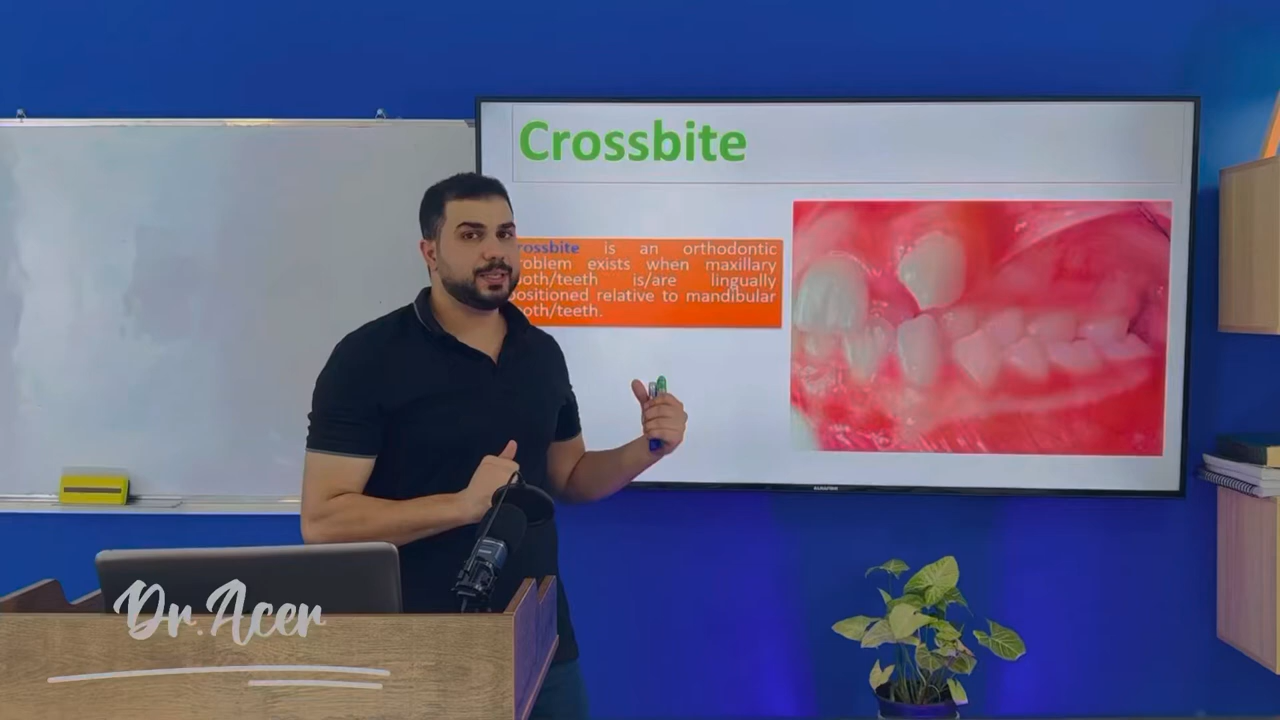 Crossbite
rossbite is an orthodontic
roblem exists when maxillary
ooth/teeth is/are lingually
ositioned relative to mandibular
ooth/teeth.
Dr.Acer